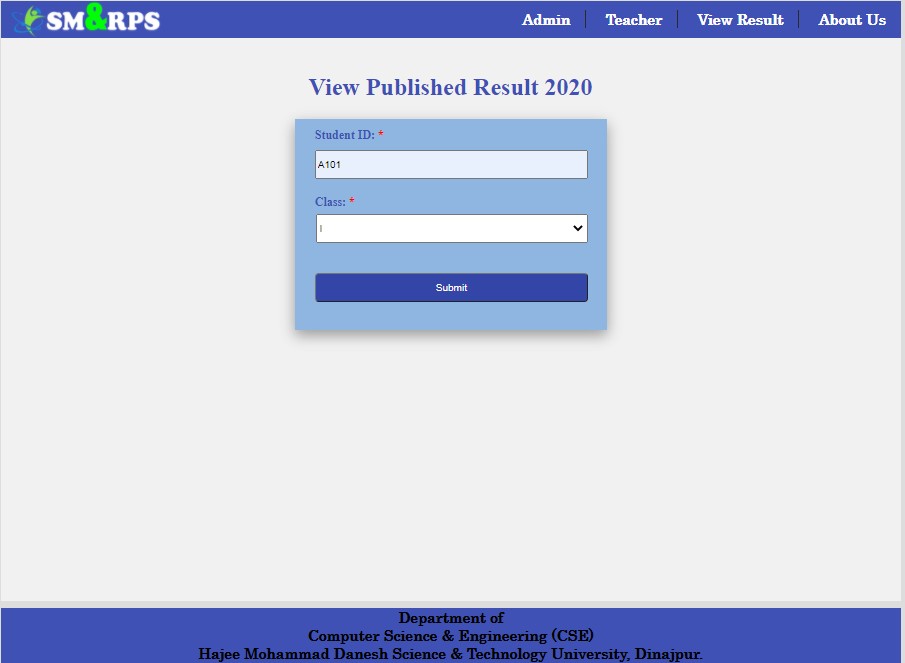 SM&RPS
Admin Teacher View Result About Us
View Published Result 2020
Student ID: *
A101
Class: *
I
Submit
Department of
Computer Science & Engineering (CSE)
Hajee Mohammad Danesh Science & Technology University, Dinajpur.